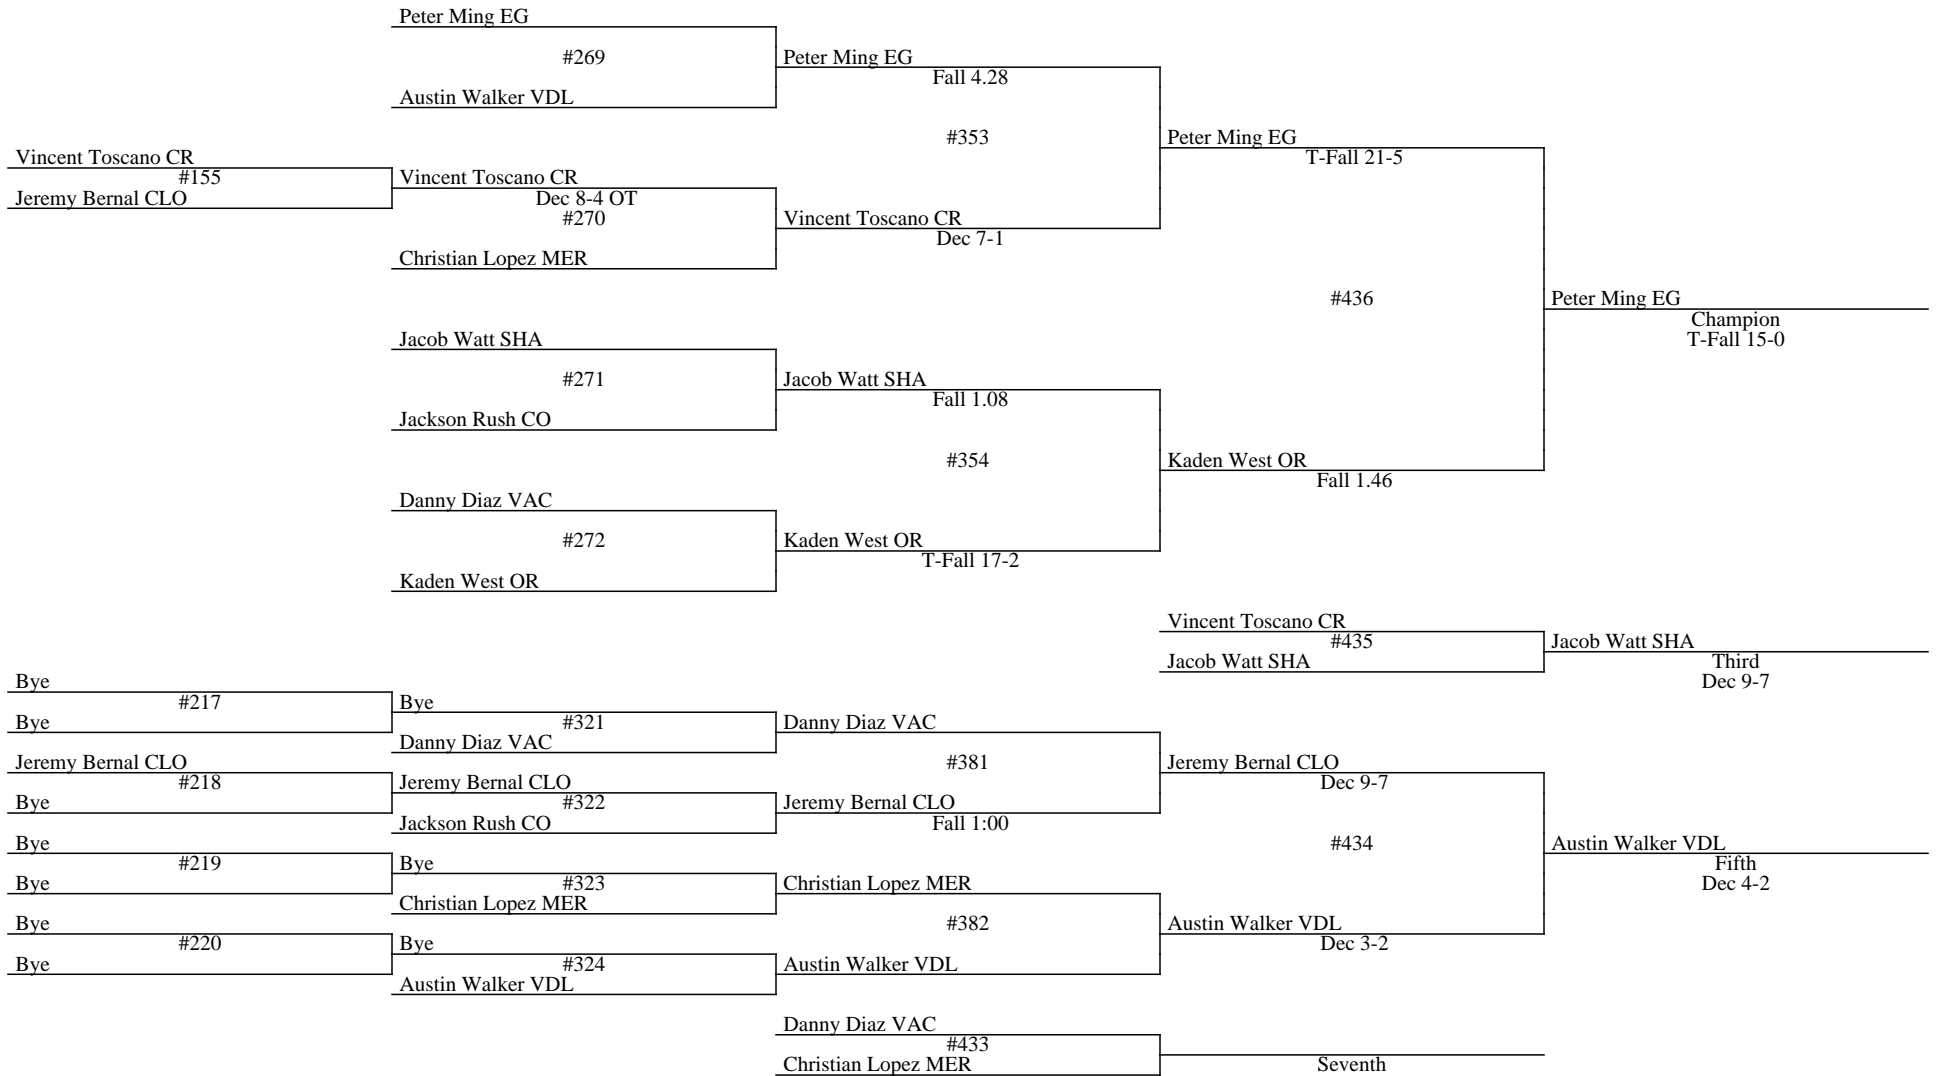 Peter Ming EG
#269
Peter Ming EG
Fall 4.28
Austin Walker VDL
#353
Peter Ming EG
T-Fall 21-5
Vincent Toscano CR
#155
Vincent Toscano CR
Jeremy Bernal CLO
Dec 8-4 OT
#270
Vincent Toscano CR
Dec 7-1
Christian Lopez MER
#436
Peter Ming EG
Champion
T-Fall 15-0
Jacob Watt SHA
#271
Jacob Watt SHA
Fall 1.08
Jackson Rush CO
#354
Kaden West OR
Fall 1.46
Danny Diaz VAC
#272
Kaden West OR
T-Fall 17-2
Kaden West OR
Vincent Toscano CR
#435
Jacob Watt SHA
Jacob Watt SHA
Third
Dec 9-7
Bye
#217
Bye
Bye
#321
Danny Diaz VAC
Danny Diaz VAC
Jeremy Bernal CLO
#218
Bye
Jeremy Bernal CLO
#322
Jackson Rush CO
#381
Jeremy Bernal CLO
Fall 1:00
Jeremy Bernal CLO
Dec 9-7
Bye
#219
Bye
Bye
#323
Christian Lopez MER
Christian Lopez MER
#434
Austin Walker VDL
Fifth
Dec 4-2
Bye
#220
Bye
Bye
#324
Austin Walker VDL
#382
Austin Walker VDL
Austin Walker VDL
Dec 3-2
Danny Diaz VAC
#433
Christian Lopez MER
Seventh